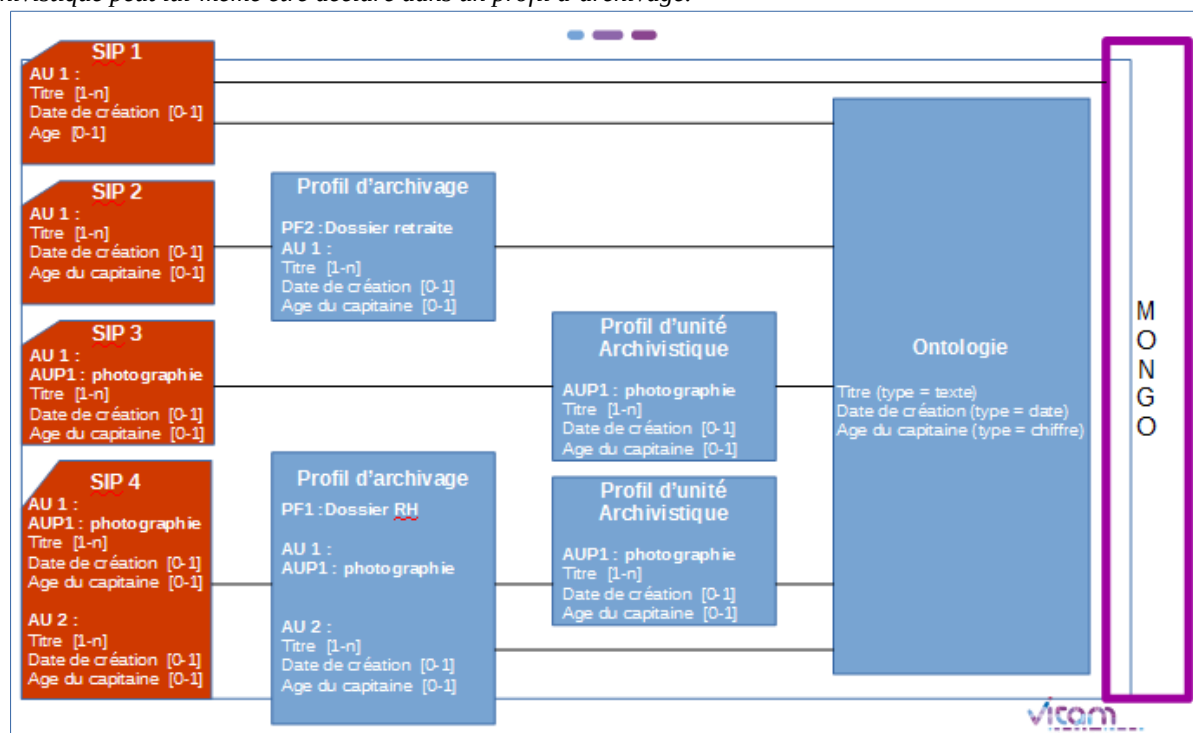 SIP 1
AU 1 :
Titre [1-n]
Date de création [0-1]
Age [0-1]
SIP 2
AU 1 :
Titre [1-n]
Date de création [0-1]
Age du capitaine [0-1]
Profil d'archivage
PF2 : Dossier retraite
AU 1 :
Titre [1-n]
Date de création [0-1]
Age du capitaine [0-1]
SIP 3
AU 1 :
AUP1 : photographie
Titre [1-n]
Date de création [0-1]
Age du capitaine [0-1]
Profil d'unité
Archivistique
AUP1 : photographie
Titre [1-n]
Date de création [0-1]
Age du capitaine [0-1]
SIP 4
AU 1 :
AUP1 : photographie
Titre [1-n]
Date de création [0-1]
Age du capitaine [0-1]
AU 2 :
Titre [1-n]
Date de création [0-1]
Age du capitaine [0-1]
Profil d'archivage
PF1 : Dossier RH
AU 1 :
AUP1 : photographie
AU 2 :
Titre [1-n]
Date de création [0-1]
Age du capitaine [0-1]
Profil d'unité
Archivistique
AUP1 : photographie
Titre [1-n]
Date de création [0-1]
Age du capitaine [0-1]
Ontologie
Titre (type = texte)
Date de création (type = date)
Age du capitaine (type = chiffre)
M
O
N
G
O
vitam